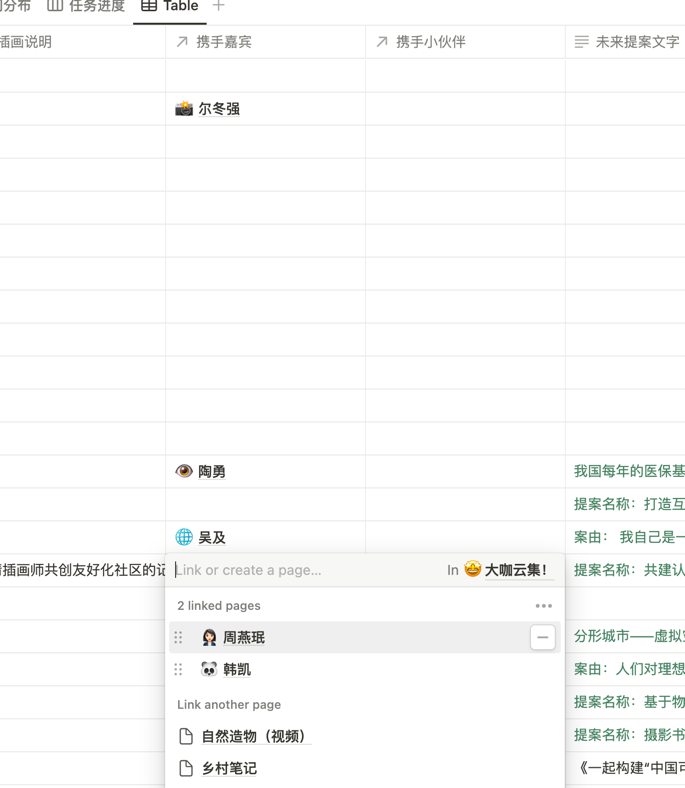 分布 任务进度 Table
插画说明 携手嘉宾 携手小伙伴 未来提案文字
尔冬强
陶勇 我国每年的医保基
提案名称：打造互
吴及 案由： 我自己是一
插画师共创友好化社区的记 Link or create a page... In 大咖云集！ 提案名称：共建认
2 linked pages
周燕珉 分形城市——虚拟
韩凯 案由：人们对理想
Link another page 提案名称：基于物
自然造物（视频） 提案名称：摄影书
乡村笔记 《一起构建“中国可